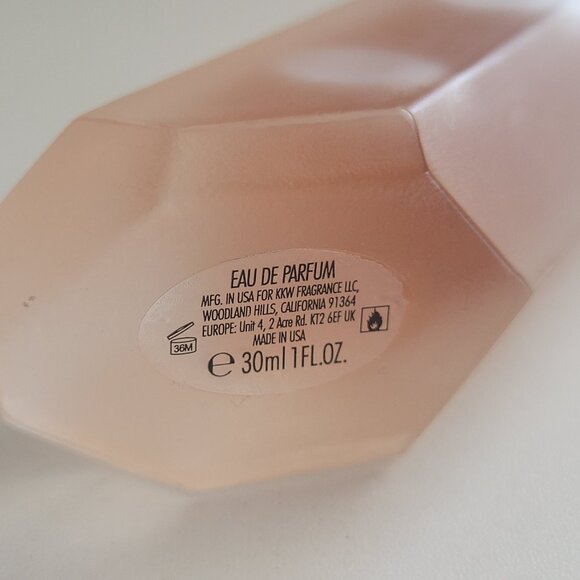 EAU DE PARFUM
MFG. IN USA FOR KKW FRAGRANCE LLC,
WOODLAND HILLS, CALIFORNIA 91364
EUROPE: Unit 4, 2 Acre Rd. KT2 6EF UK
MADE IN USA
36M
℮ 30ml 1FL.OZ.